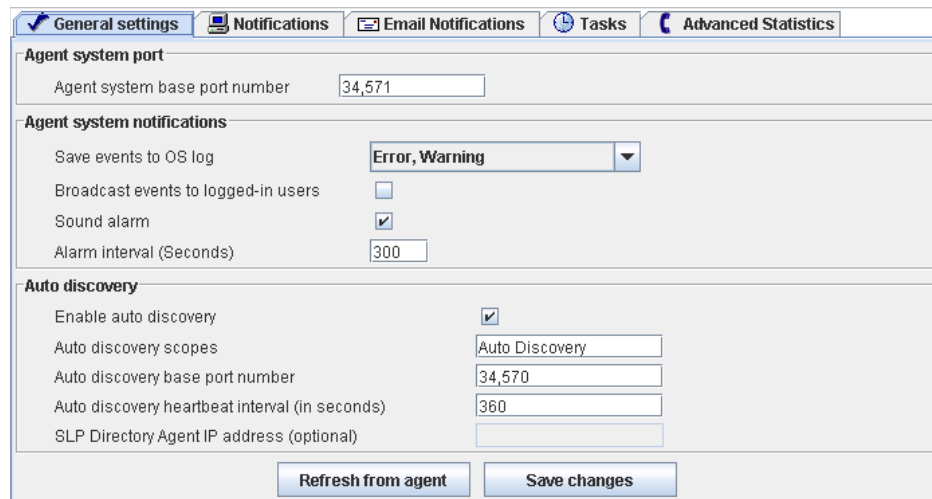 General settings Notifications Email Notifications Tasks Advanced Statistics
Agent system port
Agent system base port number 34,571
Agent system notifications
Save events to OS log Error, Warning
Broadcast events to logged-in users
Sound alarm
Alarm interval (Seconds) 300
Auto discovery
Enable auto discovery
Auto discovery scopes Auto Discovery
Auto discovery base port number 34,570
Auto discovery heartbeat interval (in seconds) 360
SLP Directory Agent IP address (optional)
Refresh from agent Save changes